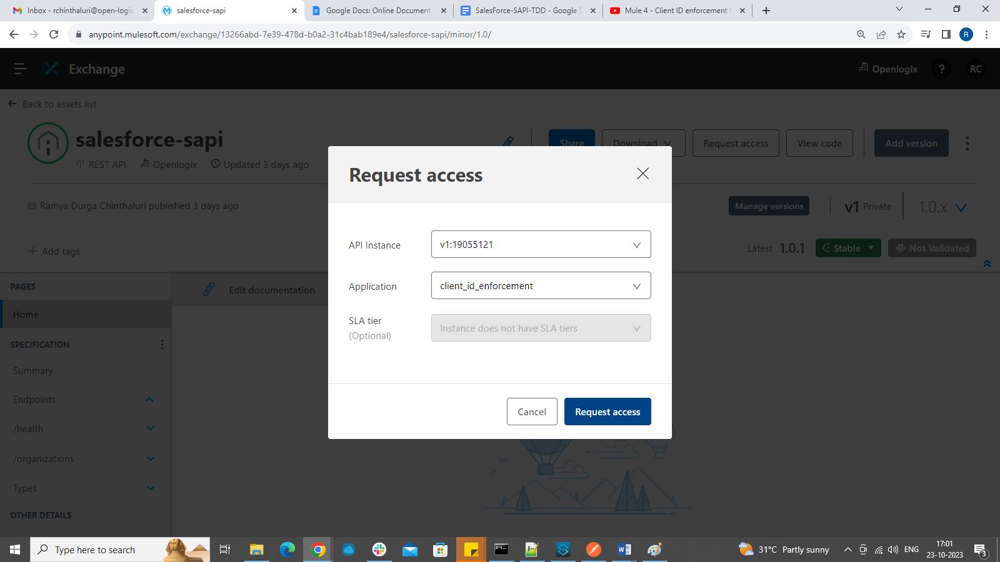 Inbox - rchinthaluri@open-logix
salesforce-sapi
Google Docs: Online Document
SalesForce-SAPI-TDD - Google D
Mule 4 - Client ID enforcement P
anypoint.mulesoft.com/exchange/13266abd-7e39-478d-b0a2-31c4bab189e4/salesforce-sapi/minor/1.0/
R
Exchange
Openlogix
?
RC
Back to assets list
salesforce-sapi
Share
Download
Request access
View code
Add version
REST API
Openlogix
Updated 3 days ago
Ramya Durga Chinthaluri published 3 days ago
Manage versions
v1 Private
1.0.x
Add tags
Latest 1.0.1
Stable
Not Validated
Request access
API Instance
v1:19055121
Application
client_id_enforcement
SLA tier
(Optional)
Instance does not have SLA tiers
Cancel
Request access
PAGES
Home
Edit documentation
SPECIFICATION
Summary
Endpoints
/health
/organizations
Types
OTHER DETAILS
Type here to search
31°C Partly sunny
ENG
17:01
23-10-2023
3